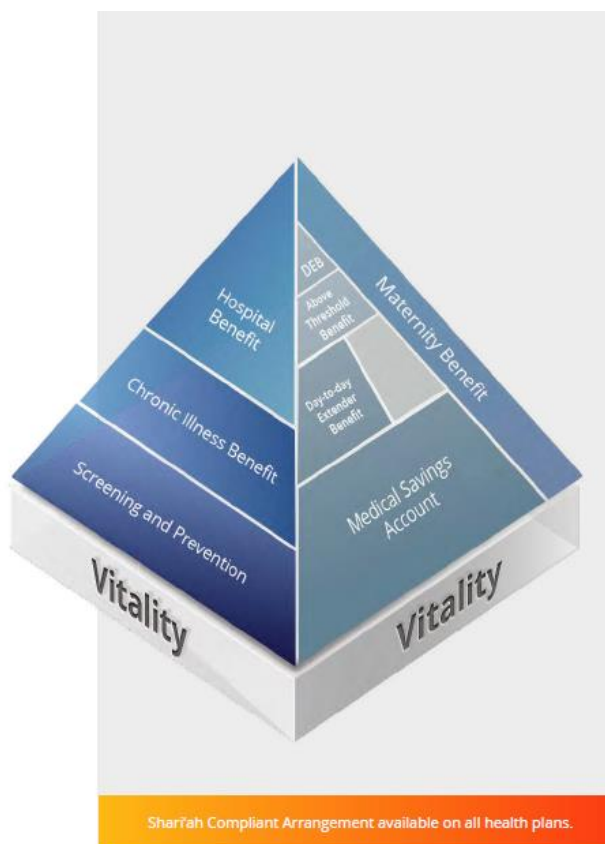 Hospital
Benefit
Chronic Illness Benefit
Screening and Prevention
DEB
Above
Threshold
Benefit
Day-to-day
Extender
Benefit
Medical Savings
Account
Maternity Benefit
Vitality
Vitality
Shari'ah Compliant Arrangement available on all health plans.